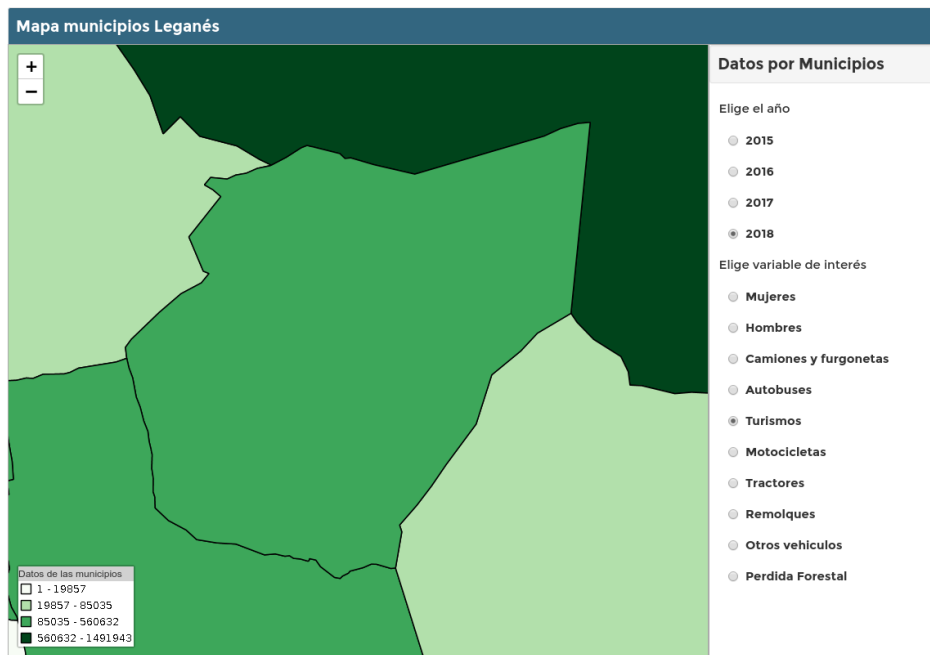 Mapa municipios Leganés
+
−
Datos de las municipios
1 - 19857
19857 - 85035
85035 - 560632
560632 - 1491943
Datos por Municipios
Elige el año
2015
2016
2017
2018
Elige variable de interés
Mujeres
Hombres
Camiones y furgonetas
Autobuses
Turismos
Motocicletas
Tractores
Remolques
Otros vehiculos
Perdida Forestal